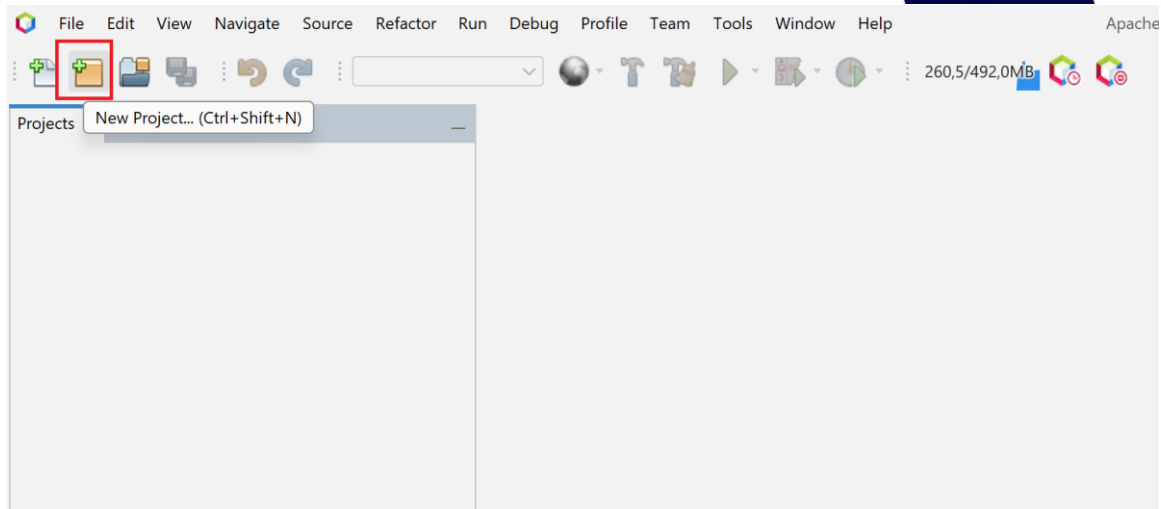 File Edit View Navigate Source Refactor Run Debug Profile Team Tools Window Help Apache
260,5/492,0MB
Projects
New Project... (Ctrl+Shift+N)